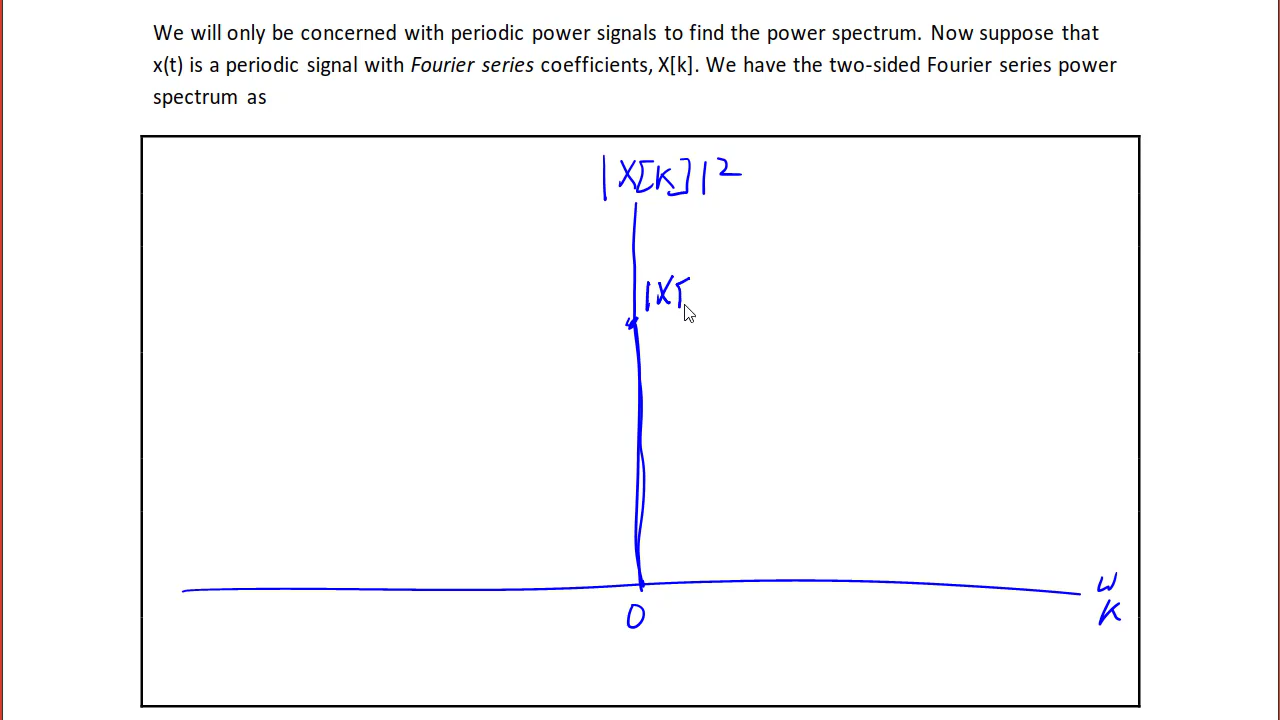 We will only be concerned with periodic power signals to find the power spectrum. Now suppose that
x(t) is a periodic signal with Fourier series coefficients, X[k]. We have the two-sided Fourier series power
spectrum as
|X[K]|²
|X[
W
K
0